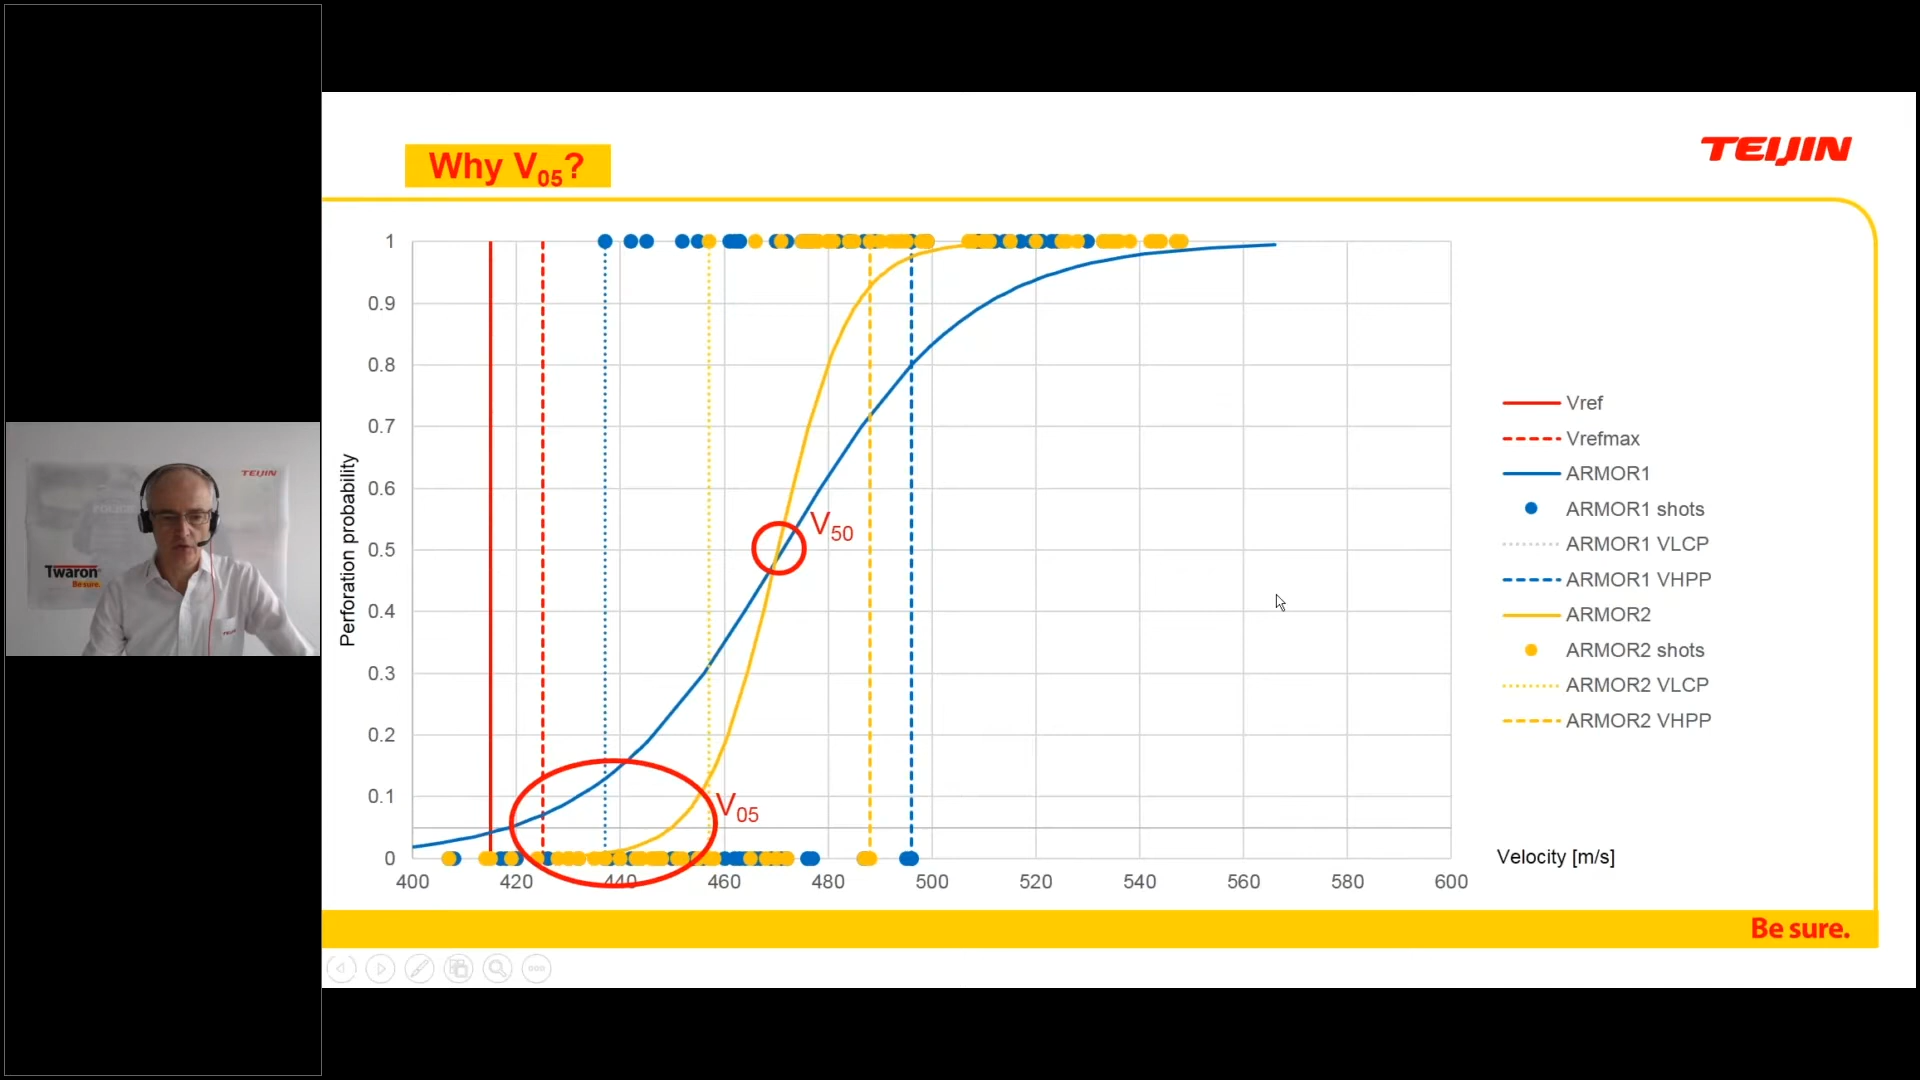 Why V05?
TEIJIN
1
0.9
0.8
0.7
0.6
0.5
0.4
0.3
0.2
0.1
0
Perforation probability
400 420 440 460 480 500 520 540 560 580 600
Velocity [m/s]
V50
V05
Vref
Vrefmax
ARMOR1
ARMOR1 shots
ARMOR1 VLCP
ARMOR1 VHPP
ARMOR2
ARMOR2 shots
ARMOR2 VLCP
ARMOR2 VHPP
Be sure.
TEIJIN
Twaron
Be sure.